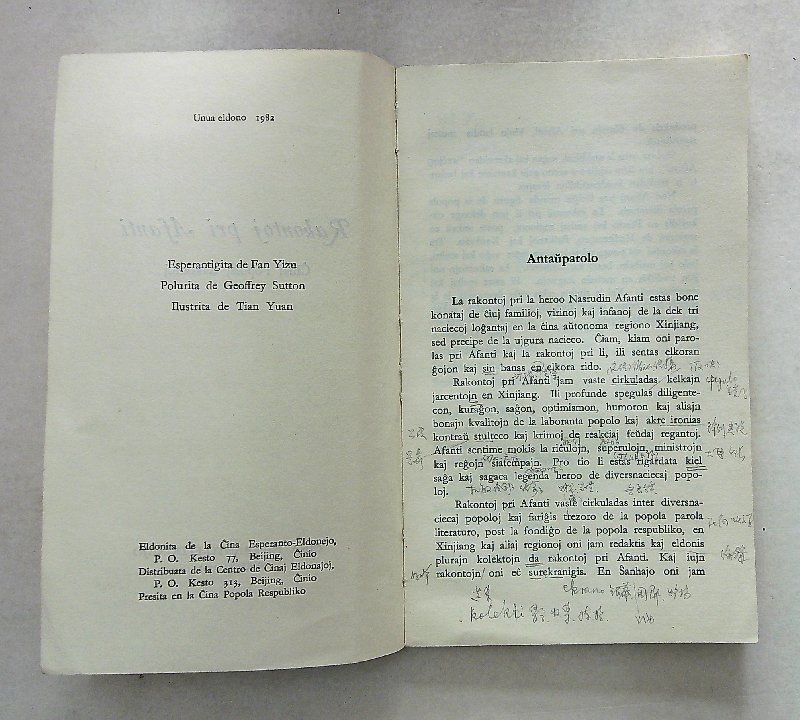 Unua eldono 1982
Esperantigita de Fan Yizu
Polurita de Geoffrey Sutton
Ilustrita de Tian Yuan
Eldonita de la Ĉina Esperanto-Eldonejo,
P. O. Kesto 77, Beijing, Ĉinio
Distribuata de la Centro de Ĉinaj Eldonaĵoj.
P. O. Kesto 313, Beijing, Ĉinio
Presita en la Ĉina Popola Respubliko
Antaŭparolo
La rakontoj pri la heroo Nasrudin Afanti estas bone
konataj de ĉiuj familioj, virinoj kaj infanoj de la dek tri
naciecoj loĝantaj en la ĉina aŭtonoma regiono Xinjiang,
sed precipe de la ujgura nacieco. Ĉiam, kiam oni paro-
las pri Afanti kaj la rakontoj pri li, ili sentas elkoran
ĝojon kaj sin banas en elkora rido.
Rakontoj pri Afanti jam vaste cirkuladas kelkajn
jarcentojn en Xinjiang. Ili profunde spegulas diligente-
con, kuraĝon, saĝon, optimismon, humoron kaj aliajn
bonajn kvalitojn de la laboranta popolo kaj akre ironias
kontraŭ stulteco kaj krimoj de reakciaj feŭdaj regantoj.
Afanti sentime mokis la riĉulojn, ŝtatpulojn, ministrojn
kaj reĝojn siatempajn. Pro tio li estas rigardata kiel
saĝa kaj sagaca legenda heroo de diversnaciecaj popo-
loj.
Rakontoj pri Afanti vaste cirkuladas inter diversna-
ciecaj popoloj kaj fariĝis trezoro de la popola parola
literaturo, post la fondiĝo de la popola respubliko, en
Xinjiang kaj aliaj regionoj oni jam redaktis kaj eldonis
plurajn kolektojn da rakontoj pri Afanti. Kaj iujn
rakontojn oni eĉ surekranigis. En Ŝanhajo oni jam
ekrano
kolekti